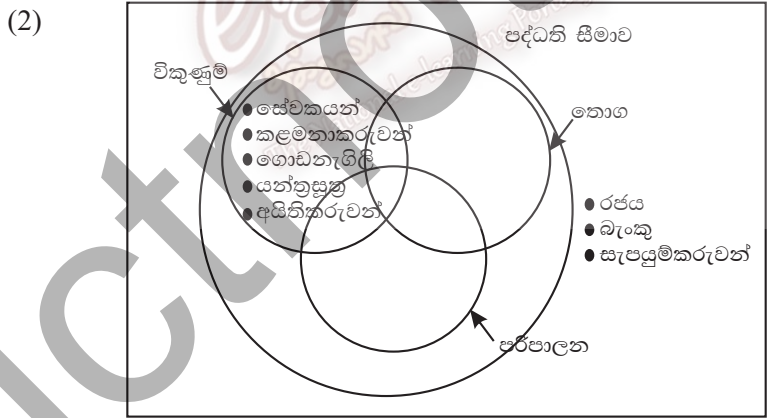 (2)
පද්ධති සීමාව
විකුණුම්
තොග
● සේවකයන්
● කළමනාකරුවන්
● ගොඩනැගිලි
● යන්ත්‍රසූත්‍ර
● අයිතිකරුවන්
● රජය
● බැංකු
● සැපයුම්කරුවන්
පරිපාලන